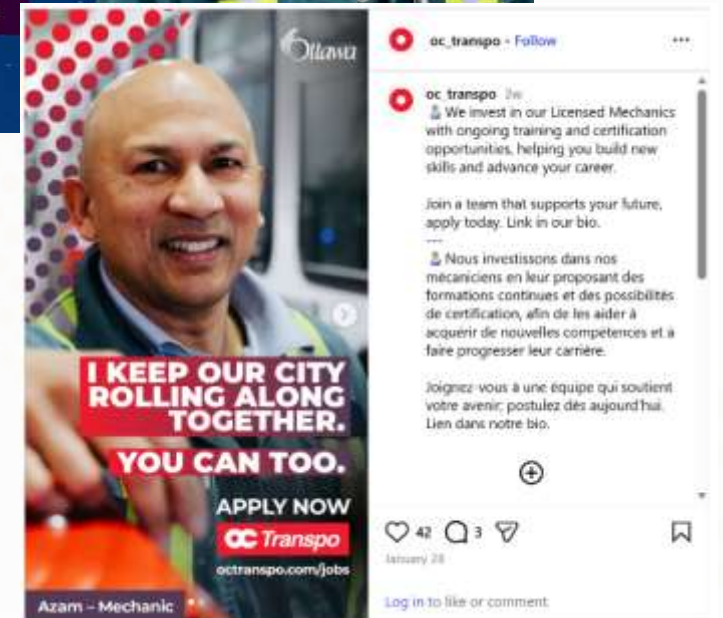 Ottawa
I KEEP OUR CITY
ROLLING ALONG
TOGETHER.
YOU CAN TOO.
APPLY NOW
OC Transpo
octranspo.com/jobs
Azam – Mechanic
oc_transpo • Follow
oc_transpo 2w
We invest in our Licensed Mechanics
with ongoing training and certification
opportunities, helping you build new
skills and advance your career.
Join a team that supports your future,
apply today. Link in our bio.
---
Nous investissons dans nos
mécaniciens en leur proposant des
formations continues et des possibilités
de certification, afin de les aider à
acquérir de nouvelles compétences et à
faire progresser leur carrière.
Joignez-vous à une équipe qui soutient
votre avenir; postulez dès aujourd'hui.
Lien dans notre bio.
42 3
January 28
Log in to like or comment